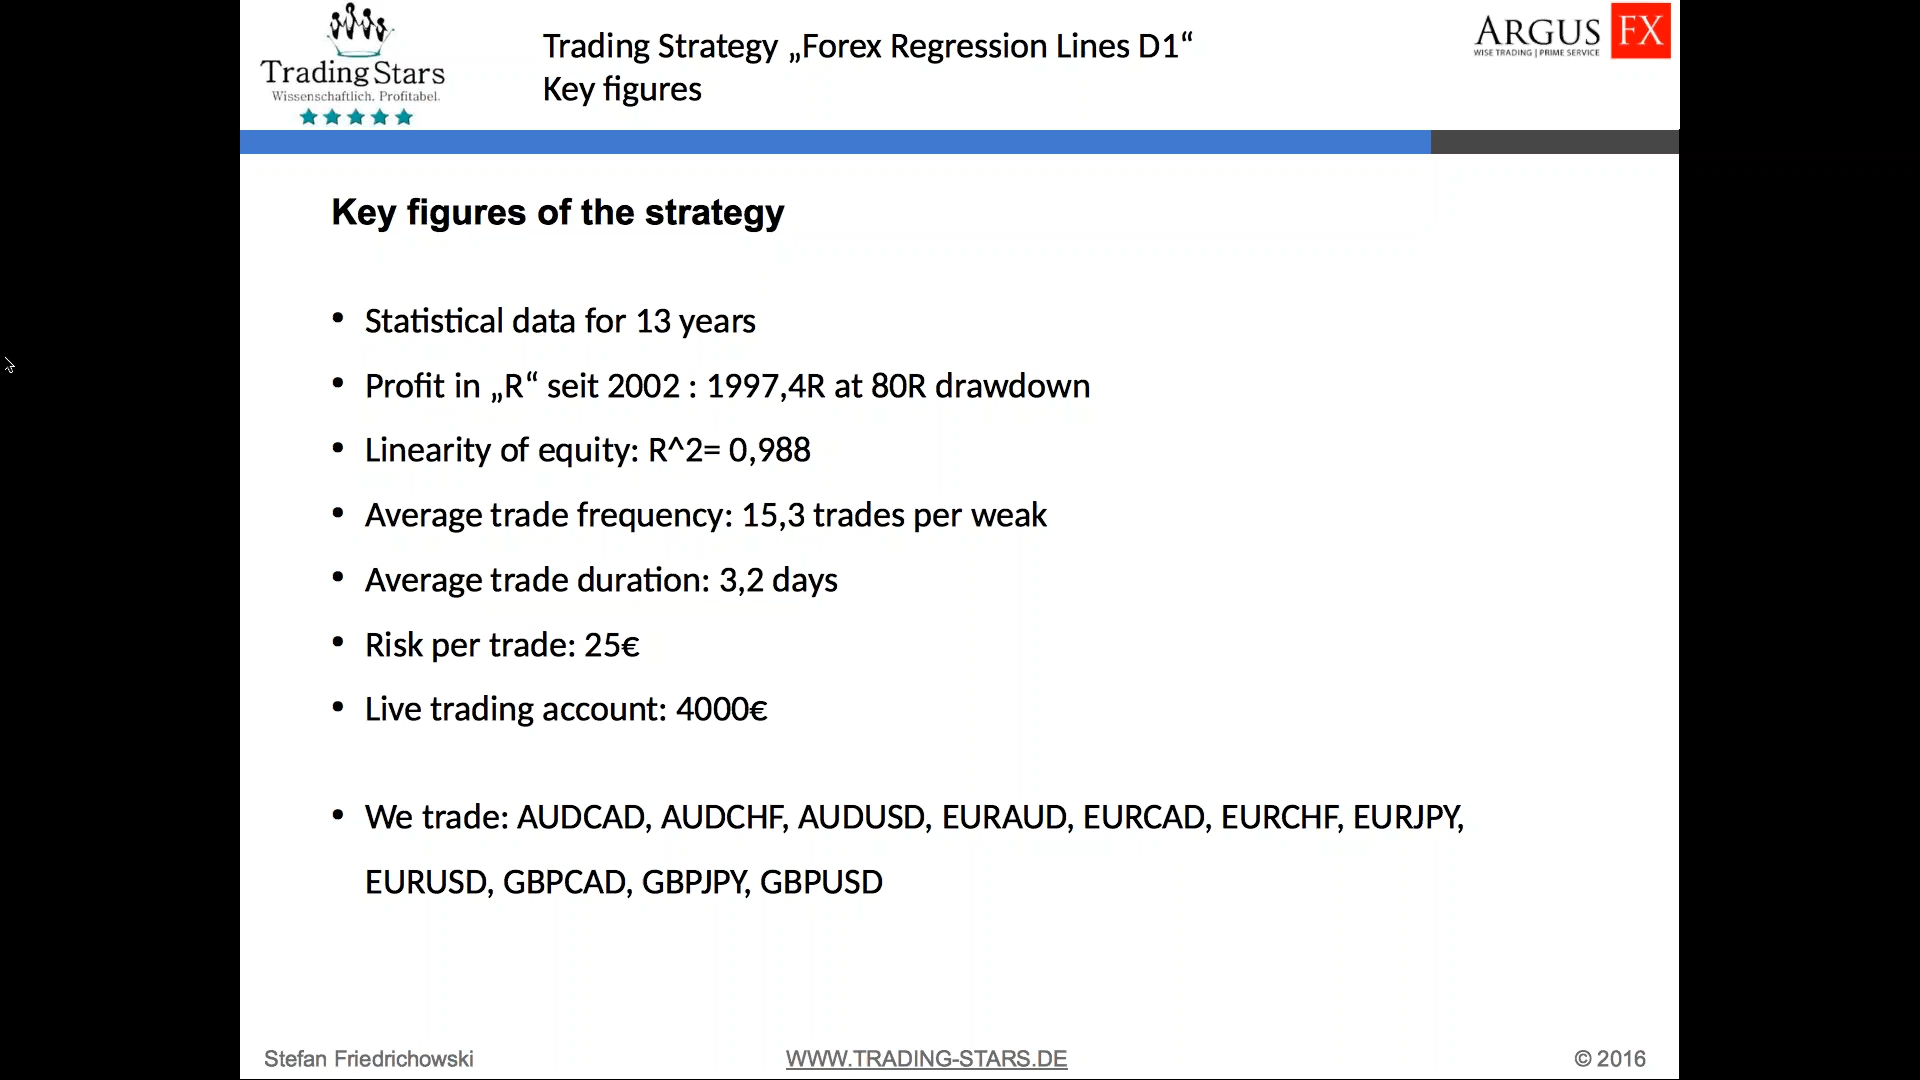 Trading Stars
Wissenschaftlich. Profitabel.
Trading Strategy „Forex Regression Lines D1“
Key figures
ARGUS FX
WISE TRADING | PRIME SERVICE
Key figures of the strategy
• Statistical data for 13 years
• Profit in „R“ seit 2002 : 1997,4R at 80R drawdown
• Linearity of equity: R^2= 0,988
• Average trade frequency: 15,3 trades per weak
• Average trade duration: 3,2 days
• Risk per trade: 25€
• Live trading account: 4000€
• We trade: AUDCAD, AUDCHF, AUDUSD, EURAUD, EURCAD, EURCHF, EURJPY,
EURUSD, GBPCAD, GBPJPY, GBPUSD
Stefan Friedrichowski
WWW.TRADING-STARS.DE
© 2016